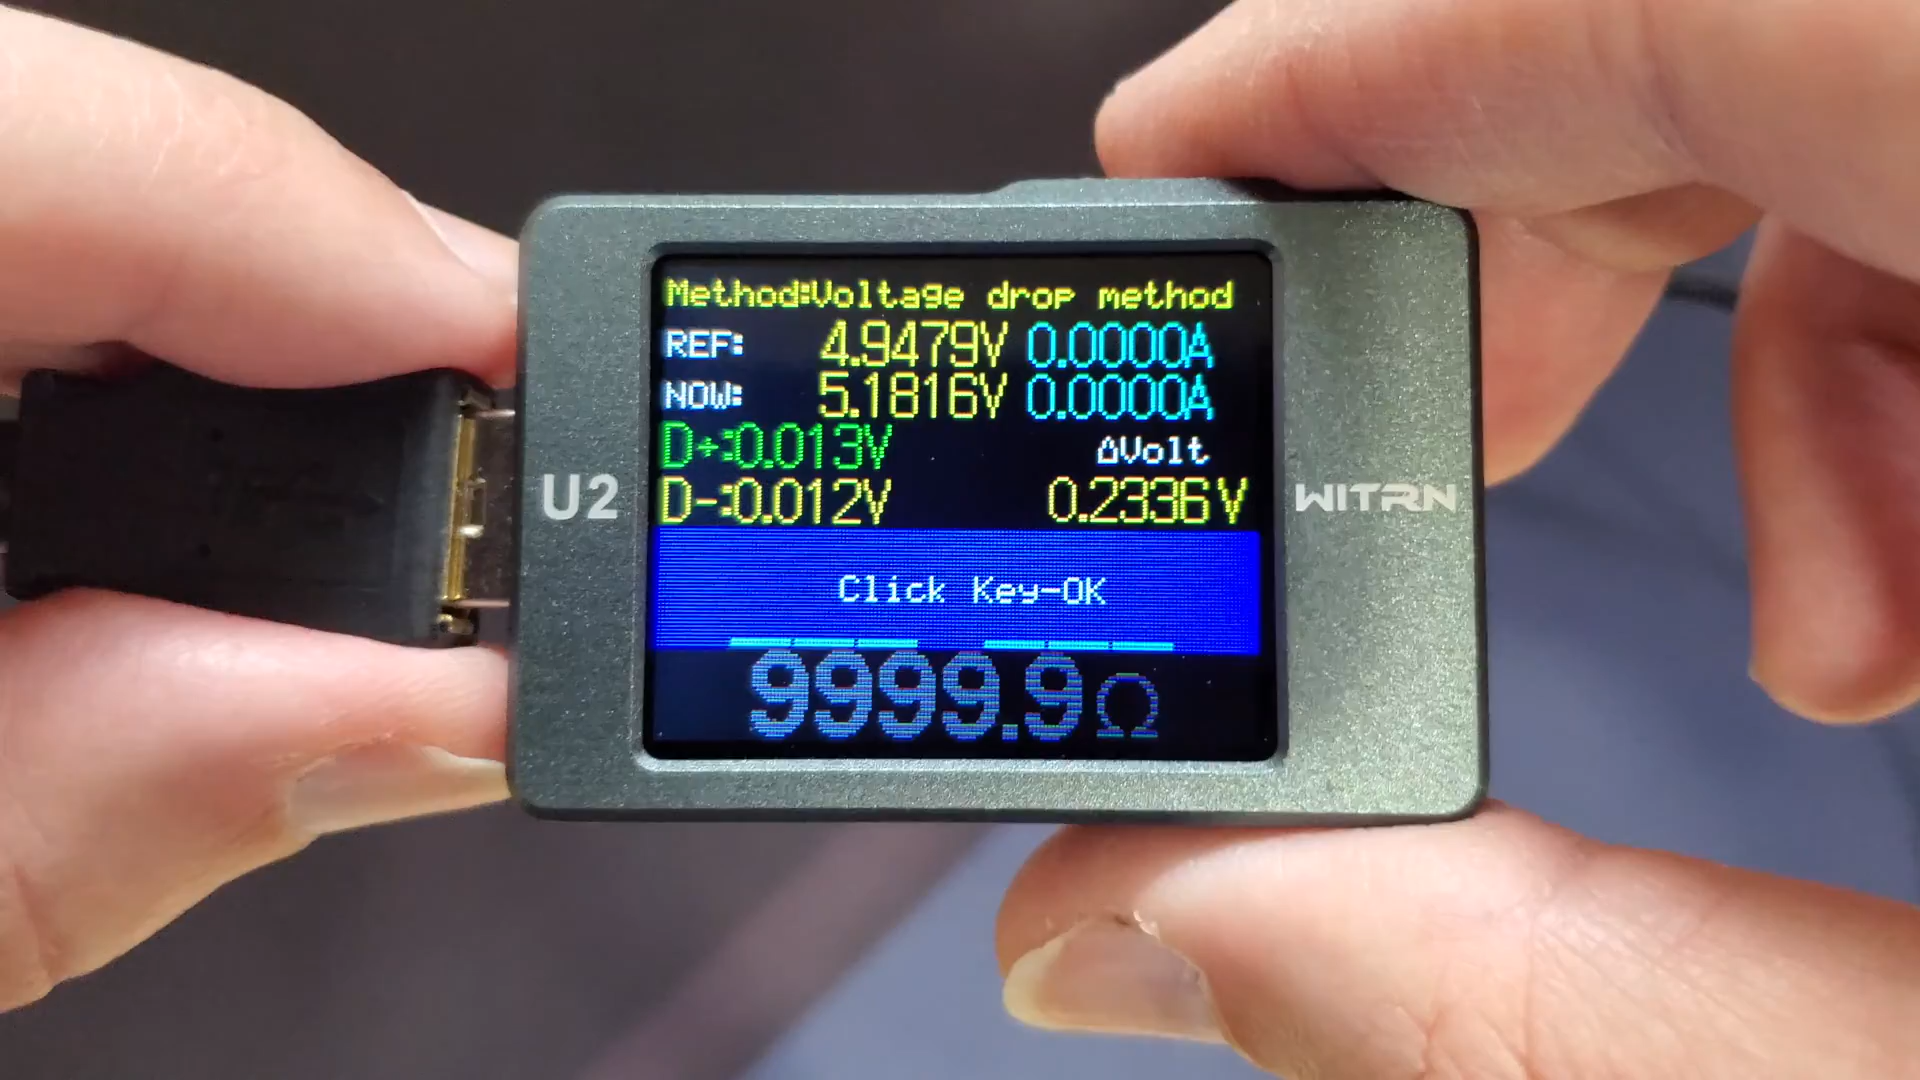 Method:Voltage drop method
REF: 4.9479V 0.0000A
NOW: 5.1816V 0.0000A
D+:0.013V ΔVolt
D-:0.012V 0.2336V
Click Key-OK
9999.9Ω
U2
WITRN